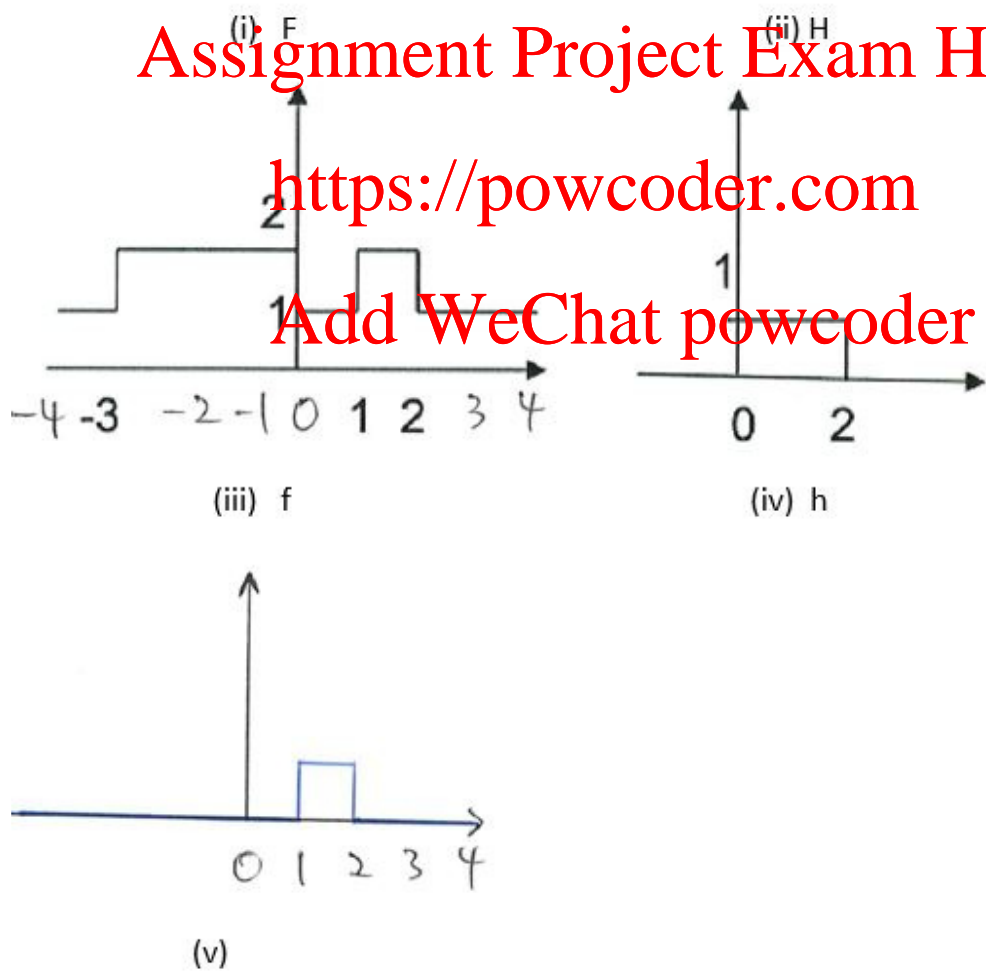 (i) F (ii) H
Assignment Project Exam H
https://powcoder.com
2
1
1
Add WeChat powcoder
-4 -3 -2 -1 0 1 2 3 4
0 2
(iii) f (iv) h
0 1 2 3 4
(v)